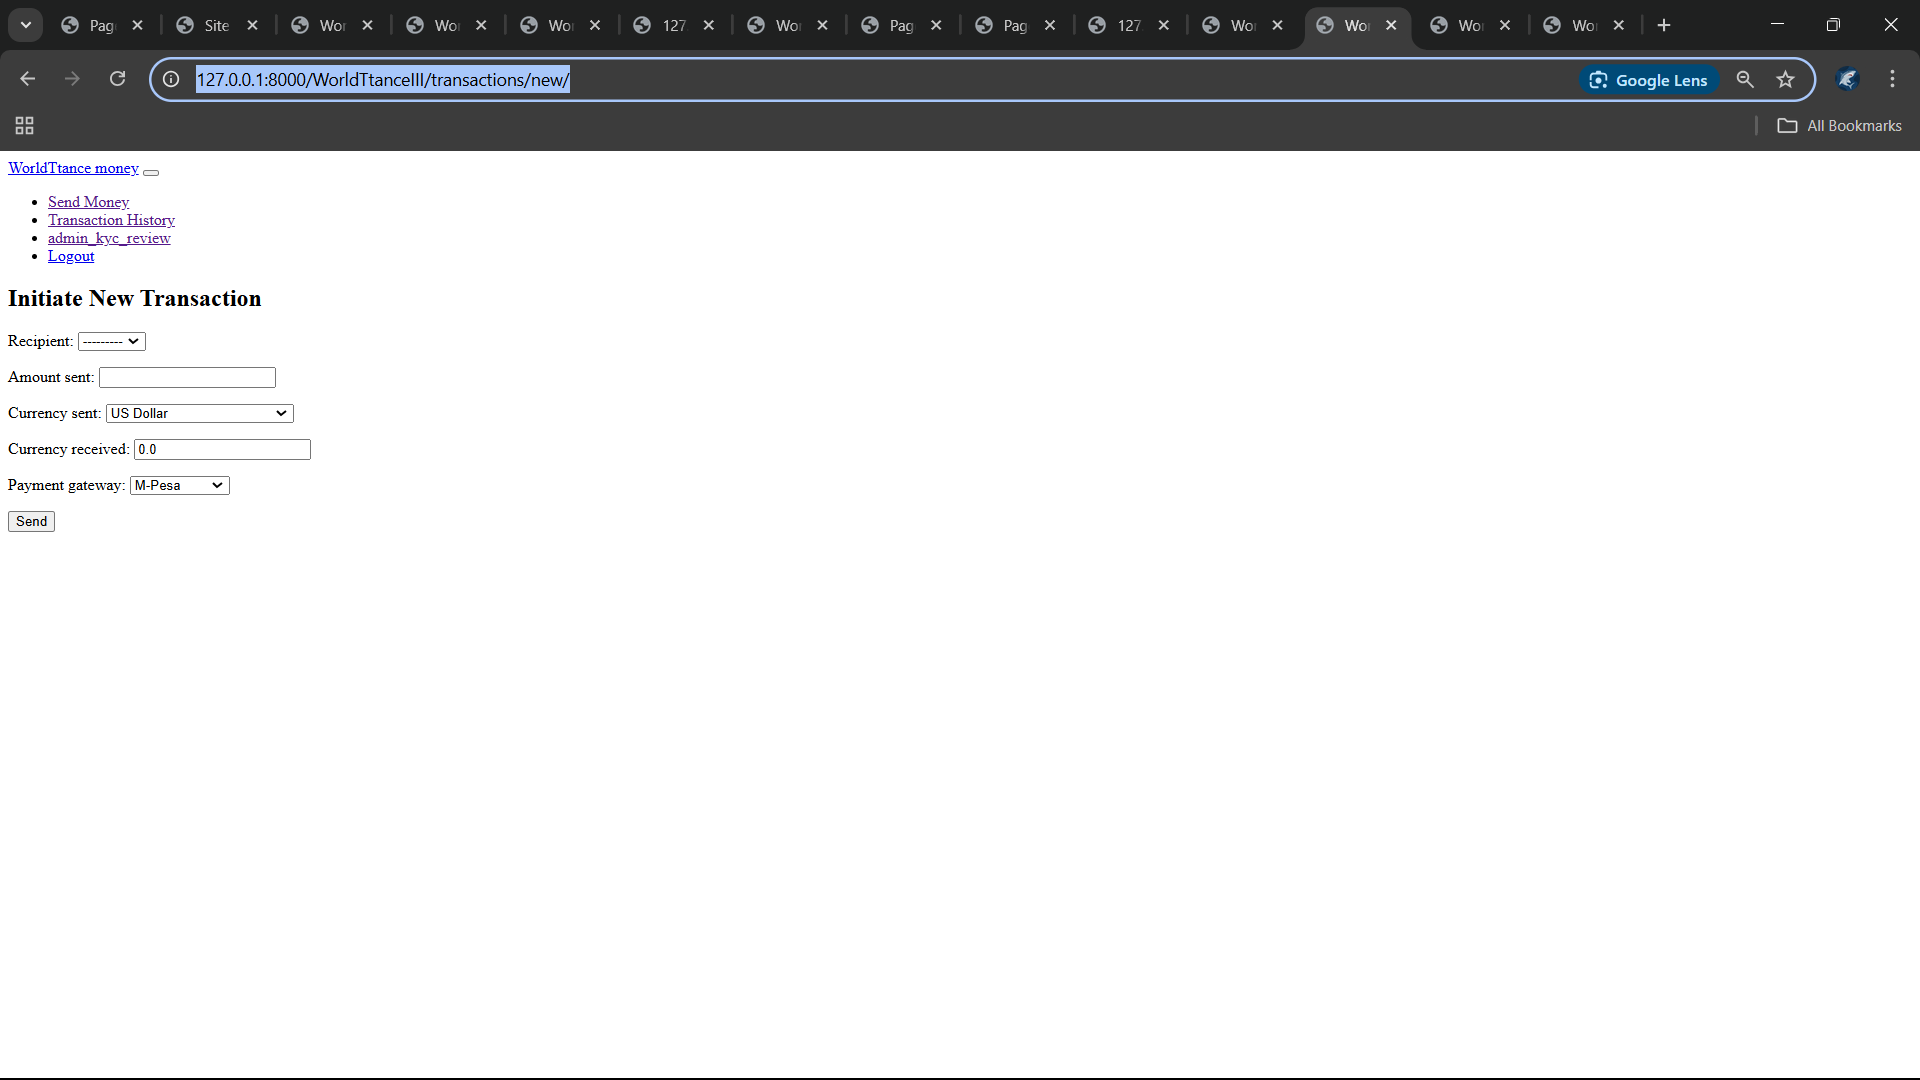 Pag
Site
Wor
Wor
Wor
127
Wor
Pag
Pag
127
Wor
Wor
Wor
Wor
127.0.0.1:8000/WorldTtanceIII/transactions/new/
Google Lens
All Bookmarks
WorldTtance money
Send Money
Transaction History
admin_kyc_review
Logout
Initiate New Transaction
Recipient: ---------
Amount sent:
Currency sent: US Dollar
Currency received: 0.0
Payment gateway: M-Pesa
Send